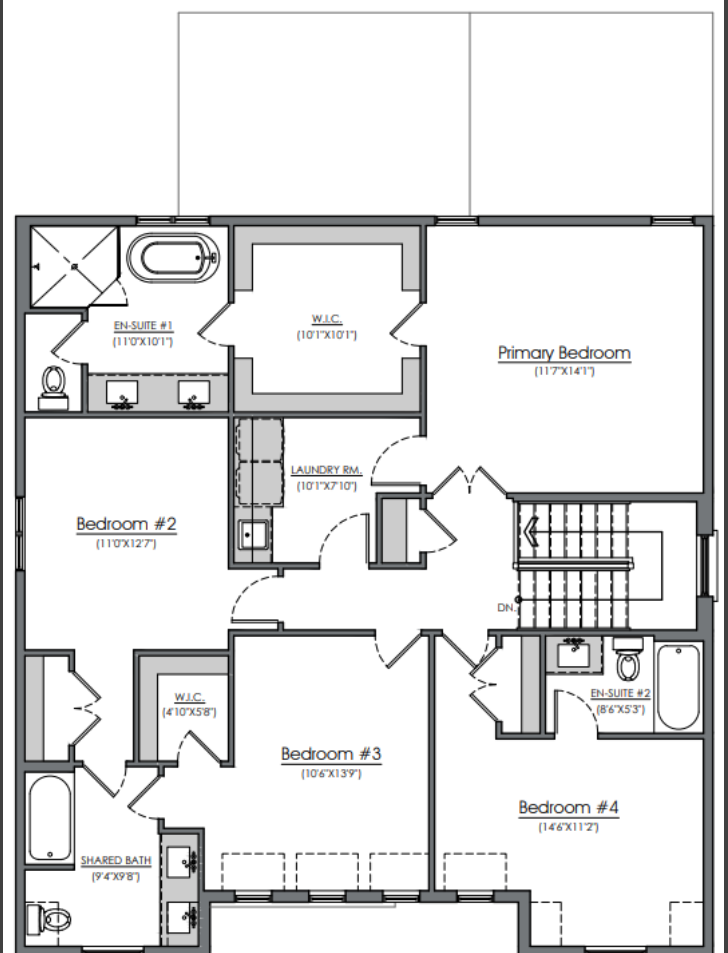 EN-SUITE #1
(11'0"X10'1")
W.I.C.
(10'1"X10'1")
Primary Bedroom
(11'7"X14'1")
LAUNDRY RM.
(10'1"X7'10")
Bedroom #2
(11'0"X12'7")
DN.
W.I.C.
(4'10"X5'8")
EN-SUITE #2
(8'6"X5'3")
Bedroom #3
(10'6"X13'9")
Bedroom #4
(14'6"X11'2")
SHARED BATH
(9'4"X9'8")